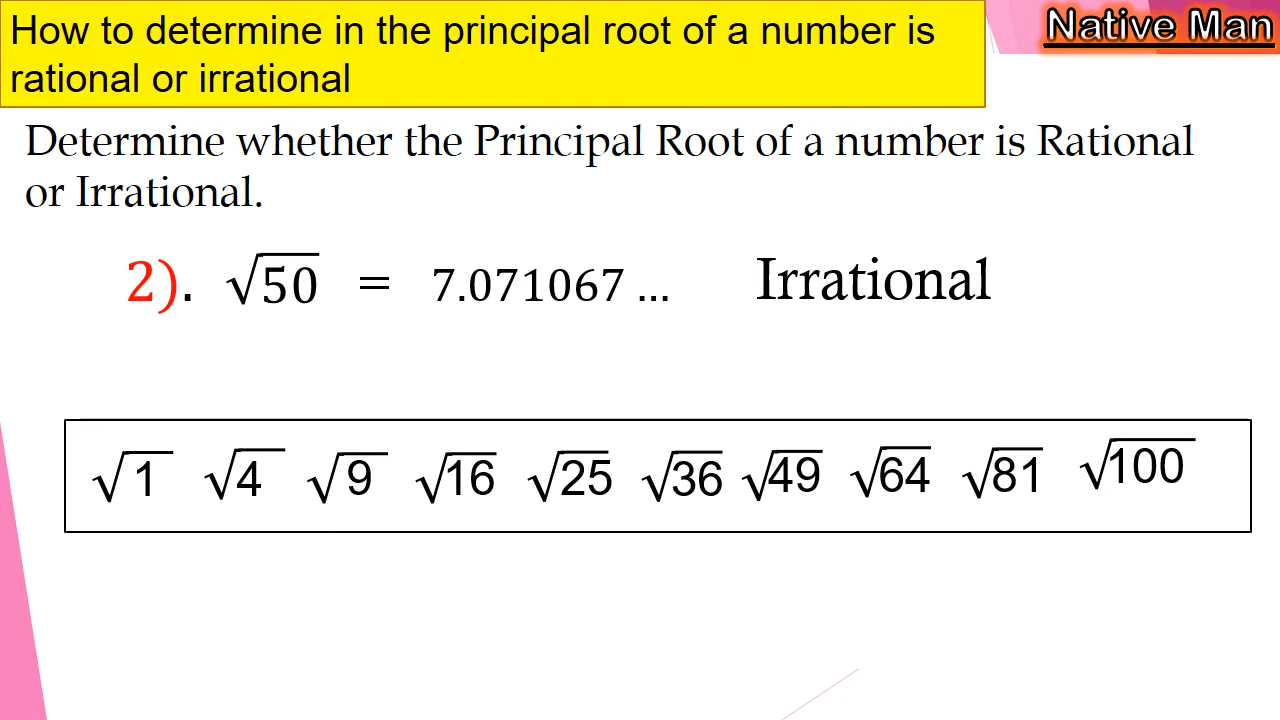 How to determine in the principal root of a number is
rational or irrational
Native Man
Determine whether the Principal Root of a number is Rational
or Irrational.
2). √50 = 7.071067 ... Irrational
√1 √4 √9 √16 √25 √36 √49 √64 √81 √100